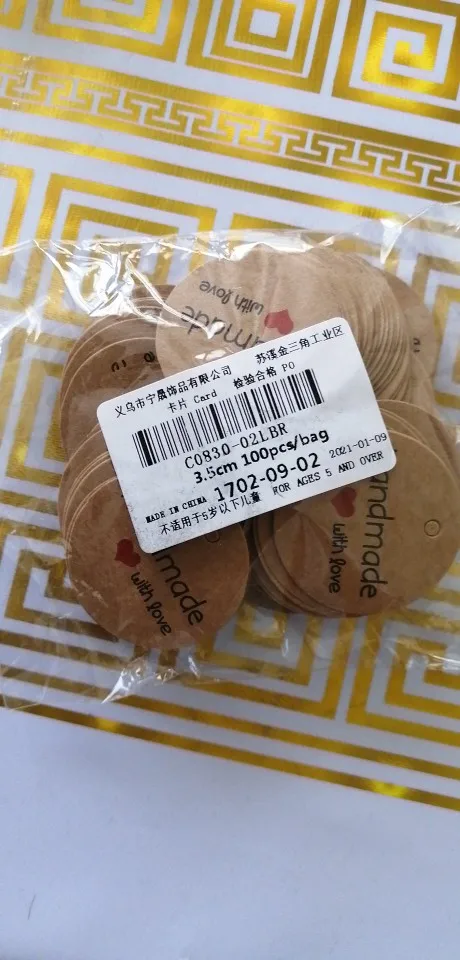 with love
made
义乌市宁晟饰品有限公司 苏溪金三角工业区
卡片 Card 检验合格 PO
C0830-02LBR
3.5cm 100pcs/bag
MADE IN CHINA 1702-09-02 2021-01-09
不适用于5岁以下儿童 FOR AGES 5 AND OVER
made
with love
andmade
with love